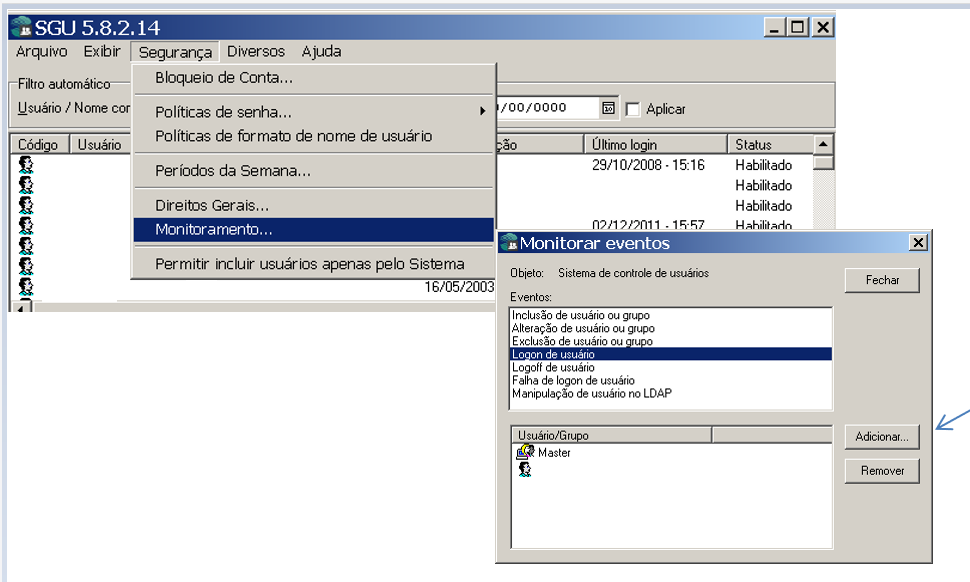 SGU 5.8.2.14
Arquivo Exibir Segurança Diversos Ajuda
Filtro automático
Usuário / Nome
/00/0000 Aplicar
Código Usuário Último login Status
Bloqueio de Conta...
Políticas de senha...
Políticas de formato de nome de usuário
Períodos da Semana...
Direitos Gerais...
Monitoramento...
Permitir incluir usuários apenas pelo Sistema
29/10/2008 - 15:16 Habilitado
Habilitado
Habilitado
02/12/2011 - 15:57 Habilitado
16/05/2003
Monitorar eventos
Objeto: Sistema de controle de usuários
Fechar
Eventos:
Inclusão de usuário ou grupo
Alteração de usuário ou grupo
Exclusão de usuário ou grupo
Logon de usuário
Logoff de usuário
Falha de logon de usuário
Manipulação de usuário no LDAP
Usuário/Grupo
Master
Adicionar...
Remover